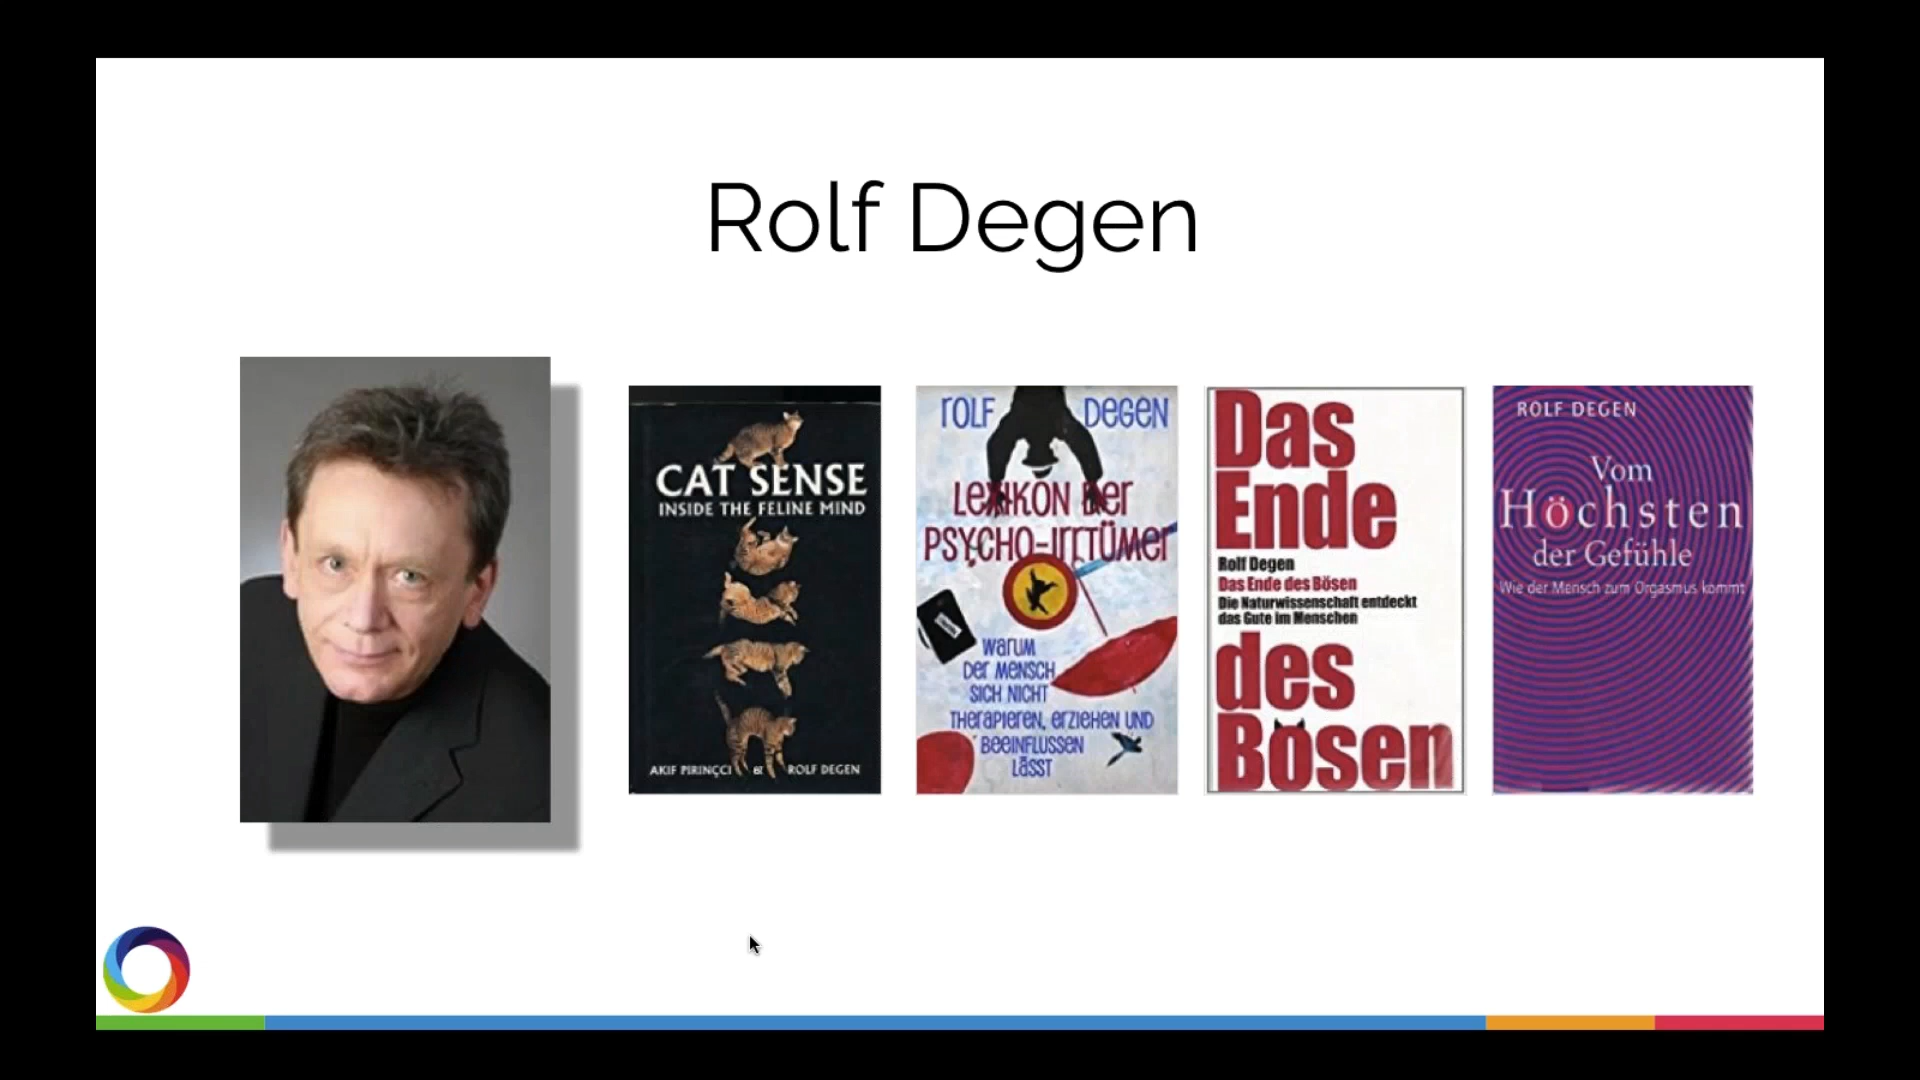 Rolf Degen
CAT SENSE
INSIDE THE FELINE MIND
AKIF PIRINÇCI & ROLF DEGEN
ROLF DEGEN
LEXIKON DER
PSYCHO-IRRTÜMER
WARUM
DER MENSCH
SICH NICHT
THERAPIEREN, ERZIEHEN UND
BEEINFLUSSEN
LÄSST
Das
Ende
Rolf Degen
Das Ende des Bösen
Die Naturwissenschaft entdeckt
das Gute im Menschen
des
Bösen
ROLF DEGEN
Vom
Höchsten
der Gefühle
Wie der Mensch zum Orgasmus kommt